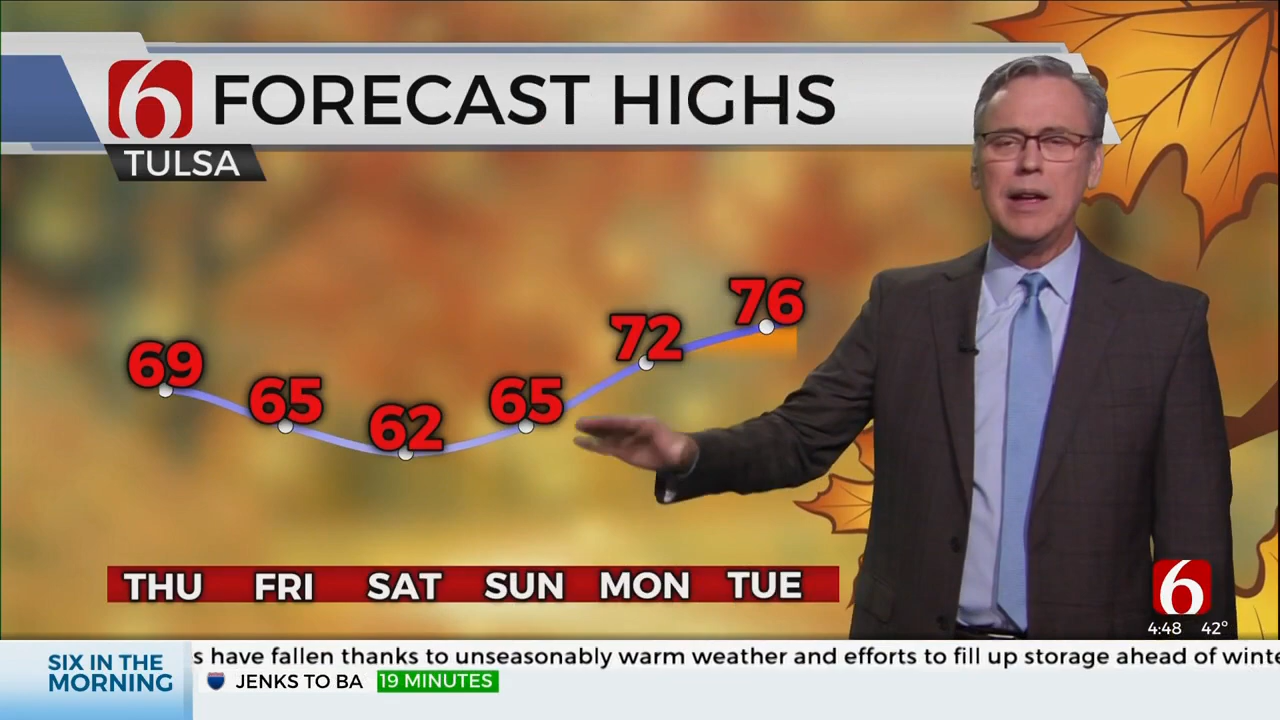 6 FORECAST HIGHS
TULSA
76
72
69
65
62
65
THU FRI SAT SUN MON TUE
6
4:48 42°
SIX IN THE
MORNING
s have fallen thanks to unseasonably warm weather and efforts to fill up storage ahead of winte
JENKS TO BA 19 MINUTES